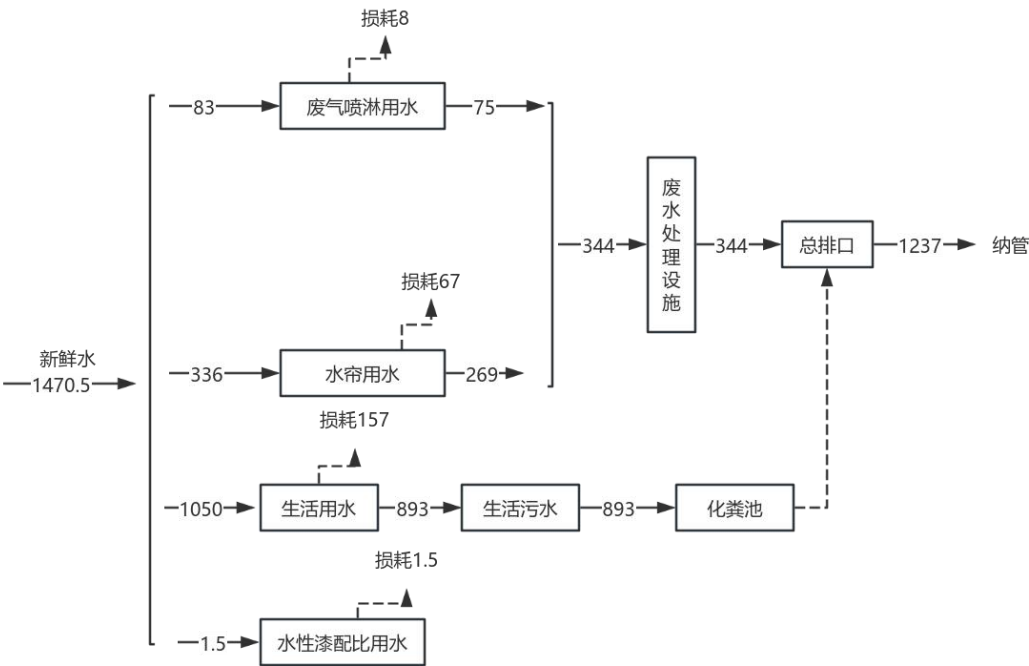 损耗8
83
废气喷淋用水
75
废水处理设施
344
344
总排口
1237
纳管
损耗67
新鲜水
1470.5
336
水帘用水
269
损耗157
1050
生活用水
893
生活污水
893
化粪池
损耗1.5
1.5
水性漆配比用水